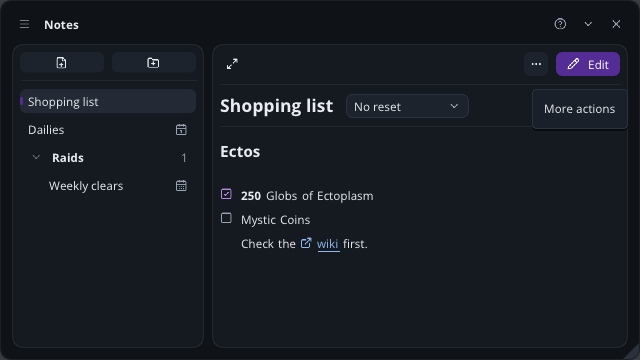 Notes
Edit
Shopping list
Dailies
Raids 1
Weekly clears
Shopping list No reset
More actions
Ectos
250 Globs of Ectoplasm
Mystic Coins
Check the wiki first.